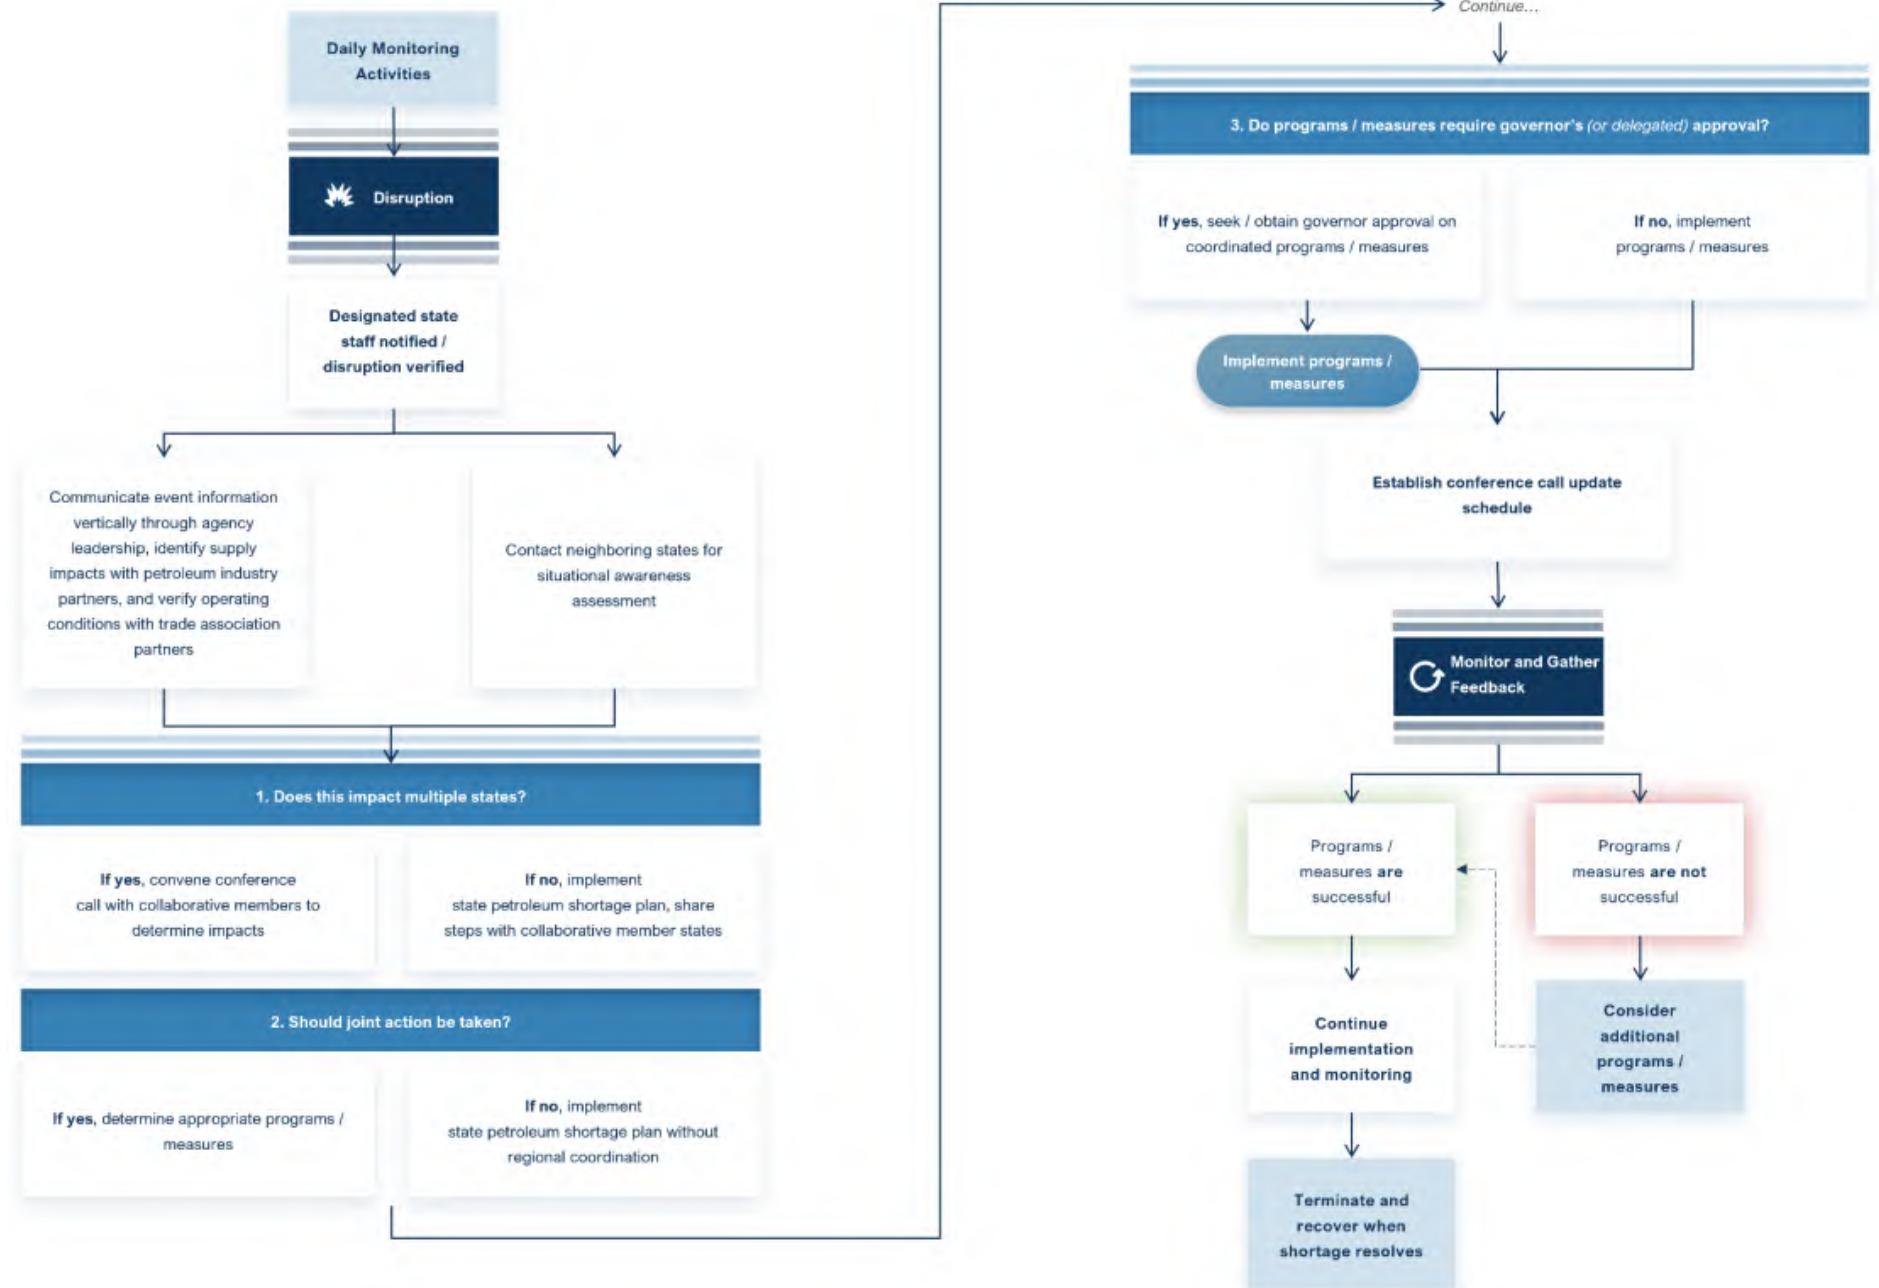 Daily Monitoring
Activities
Disruption
Designated state
staff notified /
disruption verified
Communicate event information
vertically through agency
leadership, identify supply
impacts with petroleum industry
partners, and verify operating
conditions with trade association
partners
Contact neighboring states for
situational awareness
assessment
1. Does this impact multiple states?
If yes, convene conference
call with collaborative members to
determine impacts
If no, implement
state petroleum shortage plan, share
steps with collaborative member states
2. Should joint action be taken?
If yes, determine appropriate programs /
measures
If no, implement
state petroleum shortage plan without
regional coordination
Continue...
3. Do programs / measures require governor's (or delegated) approval?
If yes, seek / obtain governor approval on
coordinated programs / measures
If no, implement
programs / measures
Implement programs /
measures
Establish conference call update
schedule
Monitor and Gather
Feedback
Programs /
measures are
successful
Programs /
measures are not
successful
Continue
implementation
and monitoring
Consider
additional
programs /
measures
Terminate and
recover when
shortage resolves